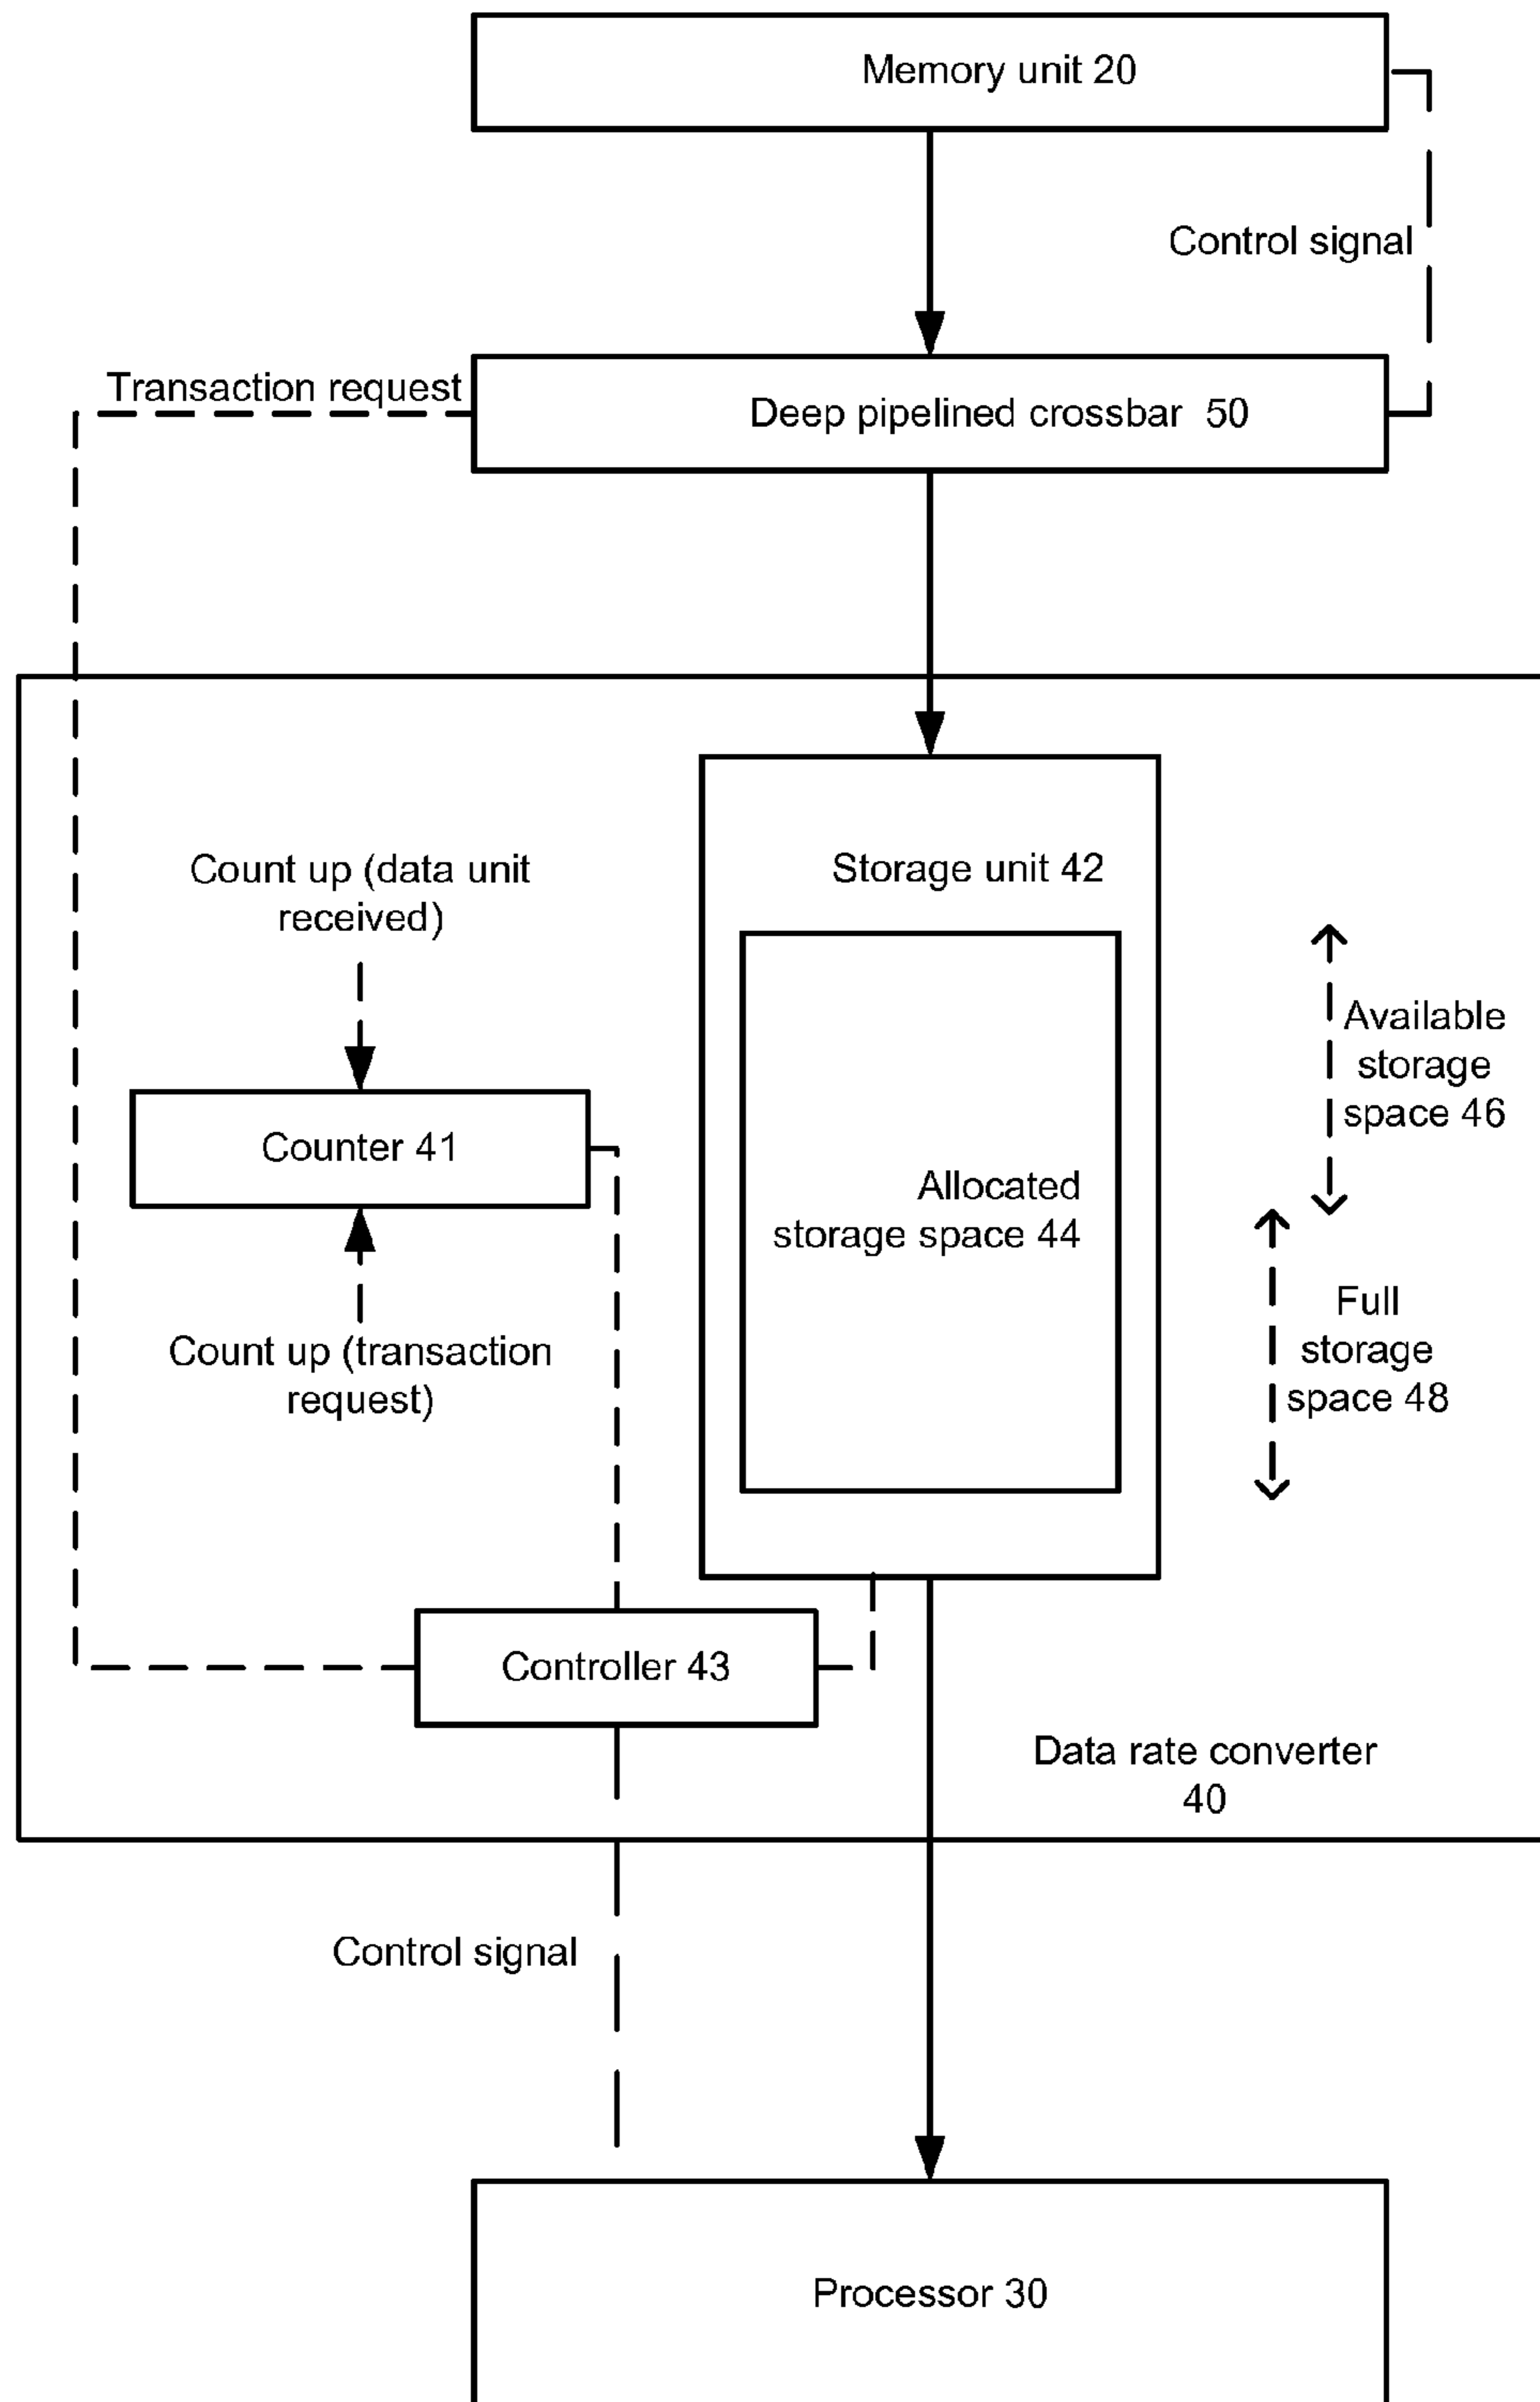 Memory unit 20
Control signal
Transaction request
Deep pipelined crossbar 50
Count up (data unit
received)
Storage unit 42
Available
storage
space 46
Counter 41
Allocated
storage space 44
Full
storage
space 48
Count up (transaction
request)
Controller 43
Data rate converter
40
Control signal
Processor 30